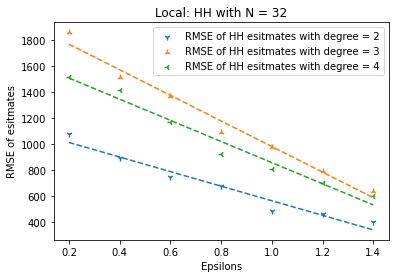 Local: HH with N = 32
RMSE of HH esitmates with degree = 2
RMSE of HH esitmates with degree = 3
RMSE of HH esitmates with degree = 4
RMSE of esitmates
1800
1600
1400
1200
1000
800
600
400
0.2 0.4 0.6 0.8 1.0 1.2 1.4
Epsilons